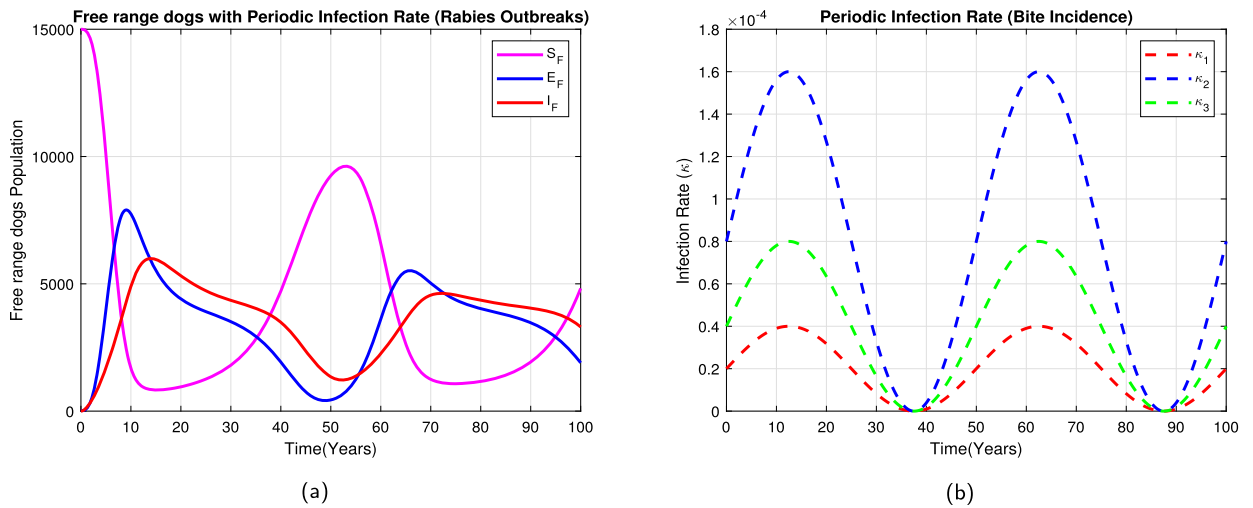 Free range dogs with Periodic Infection Rate (Rabies Outbreaks)
15000
10000
5000
0
Free range dogs Population
S_F
E_F
I_F
0 10 20 30 40 50 60 70 80 90 100
Time(Years)
(a)
Periodic Infection Rate (Bite Incidence)
×10⁻⁴
1.8
1.6
1.4
1.2
1
0.8
0.6
0.4
0.2
0
Infection Rate (κ)
κ₁
κ₂
κ₃
0 10 20 30 40 50 60 70 80 90 100
Time(Years)
(b)